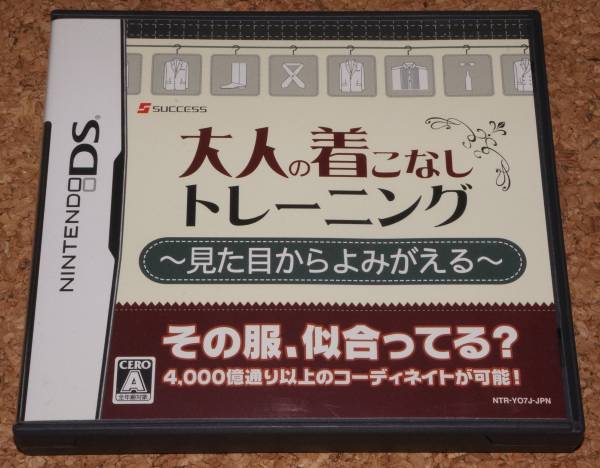 NINTENDO DS
SUCCESS
大人の着こなし
トレーニング
～見た目からよみがえる～
その服、似合ってる？
4,000億通り以上のコーディネイトが可能！
CERO
A
全年齢対象
NTR-YO7J-JPN